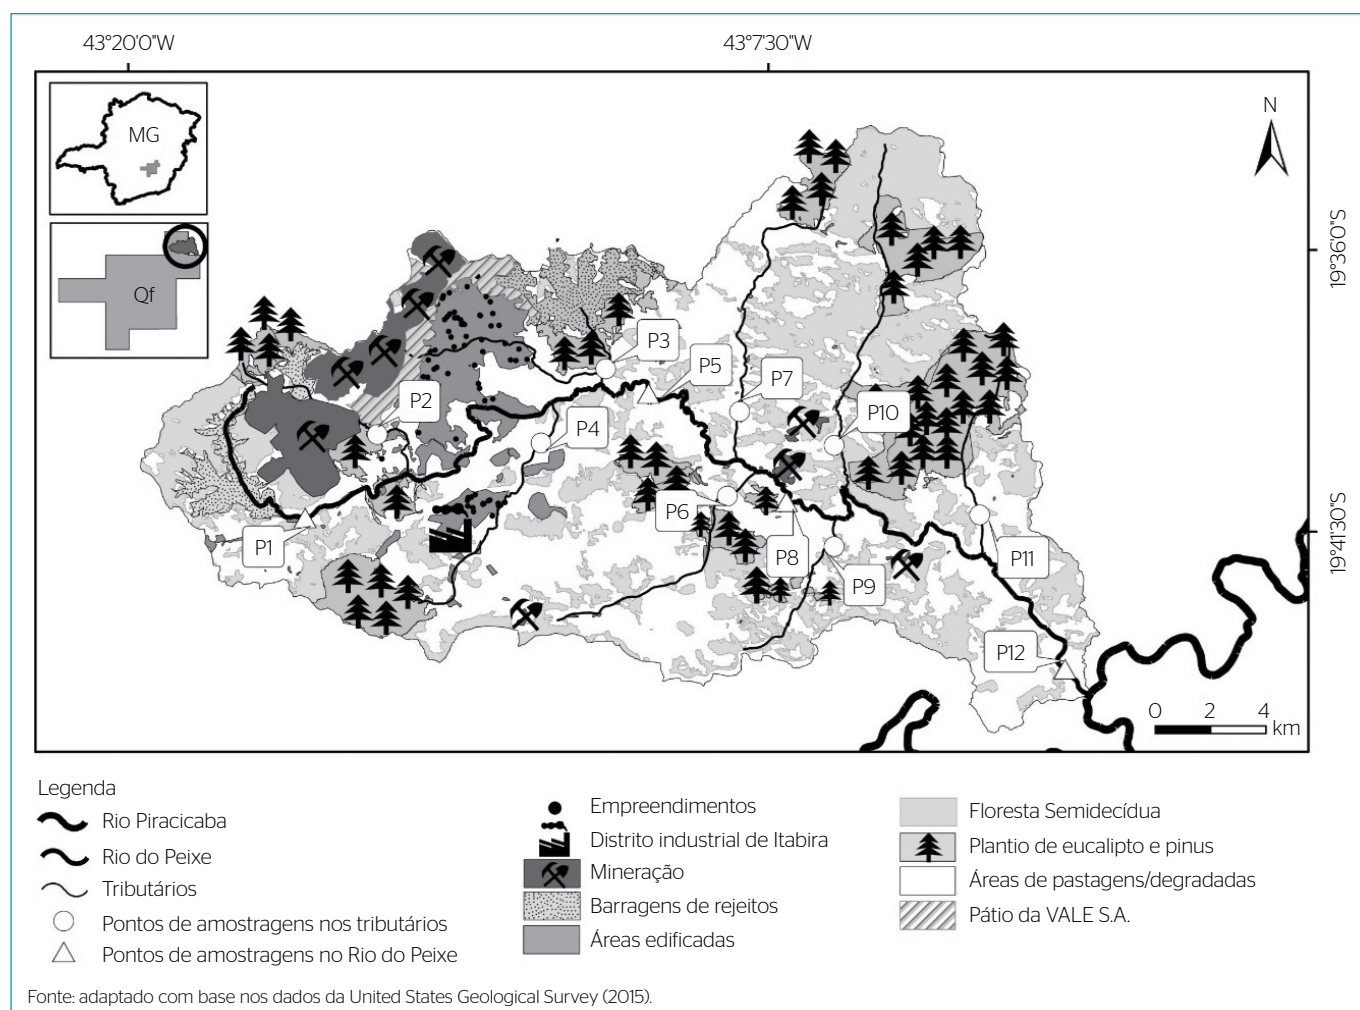 43°20'0"W
43°7'30"W
MG
N
19°36'0"S
Qf
P3
P5
P7
P2
P10
P4
P6
P1
P8
P11
19°41'30"S
P9
P12
0 2 4
km
Legenda
Rio Piracicaba
Rio do Peixe
Tributários
Pontos de amostragens nos tributários
Pontos de amostragens no Rio do Peixe
Empreendimentos
Distrito industrial de Itabira
Mineração
Barragens de rejeitos
Áreas edificadas
Floresta Semidecídua
Plantio de eucalipto e pinus
Áreas de pastagens/degradadas
Pátio da VALE S.A.
Fonte: adaptado com base nos dados da United States Geological Survey (2015).